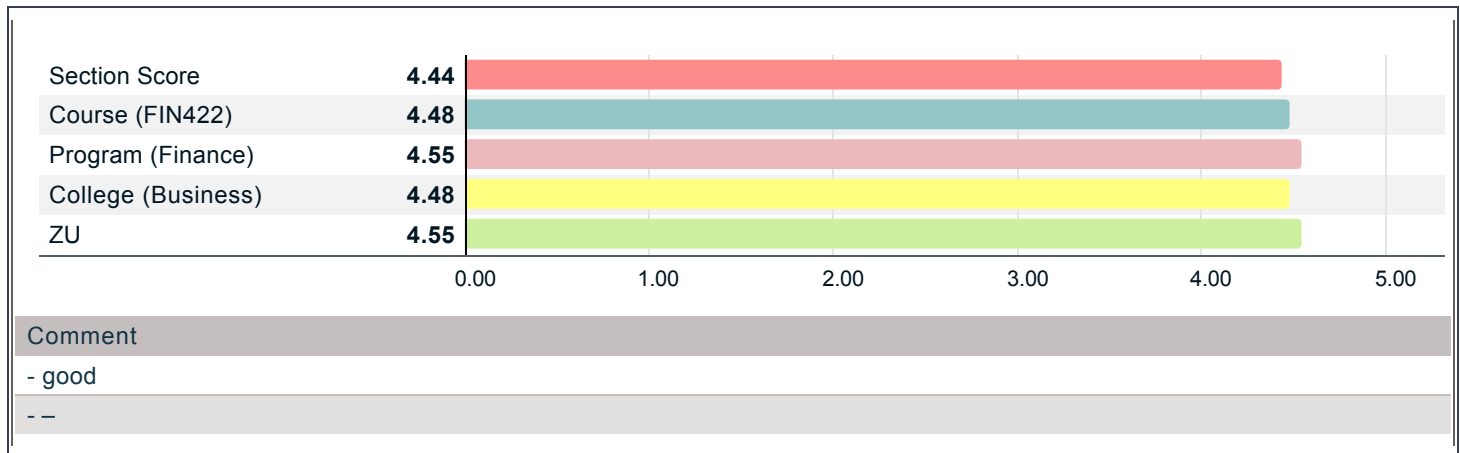 Section Score 4.44
Course (FIN422) 4.48
Program (Finance) 4.55
College (Business) 4.48
ZU 4.55
0.00 1.00 2.00 3.00 4.00 5.00
Comment
- good
- –